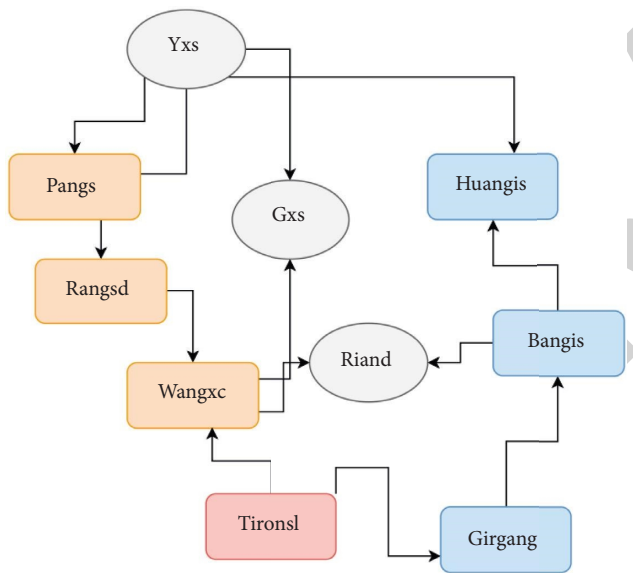 Yxs
Pangs
Huangis
Gxs
Rangsd
Bangis
Riand
Wangxc
Tironsl
Girgang